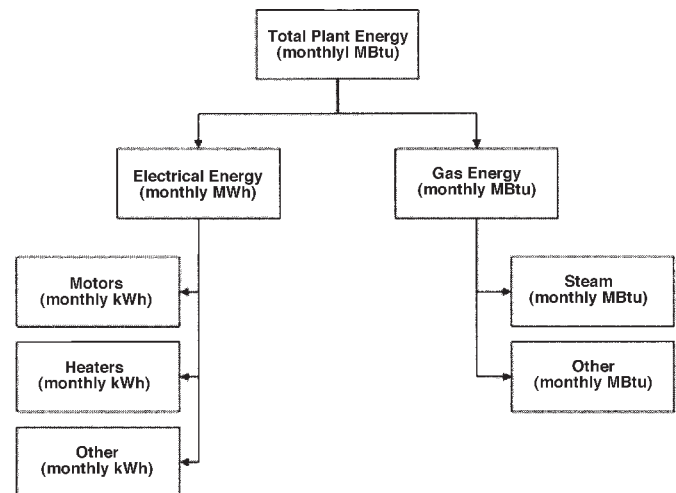 Total Plant Energy
(monthlyl MBtu)
Electrical Energy
(monthly MWh)
Gas Energy
(monthly MBtu)
Motors
(monthly kWh)
Steam
(monthly MBtu)
Heaters
(monthly kWh)
Other
(monthly MBtu)
Other
(monthly kWh)